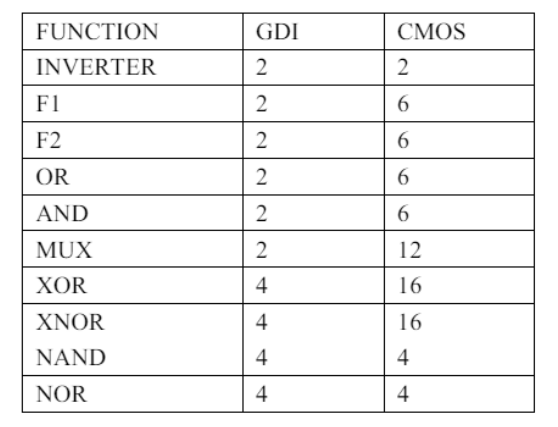 FUNCTION GDI CMOS
INVERTER 2 2
F1 2 6
F2 2 6
OR 2 6
AND 2 6
MUX 2 12
XOR 4 16
XNOR 4 16
NAND 4 4
NOR 4 4